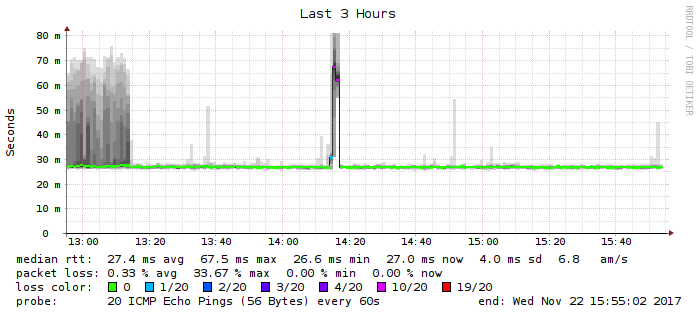 Last 3 Hours
RRDTOOL / TOBI OETIKER
Seconds
80 m
70 m
60 m
50 m
40 m
30 m
20 m
10 m
0
13:00 13:20 13:40 14:00 14:20 14:40 15:00 15:20 15:40
median rtt: 27.4 ms avg 67.5 ms max 26.6 ms min 27.0 ms now 4.0 ms sd 6.8 am/s
packet loss: 0.33 % avg 33.67 % max 0.00 % min 0.00 % now
loss color: 0 1/20 2/20 3/20 4/20 10/20 19/20
probe: 20 ICMP Echo Pings (56 Bytes) every 60s end: Wed Nov 22 15:55:02 2017